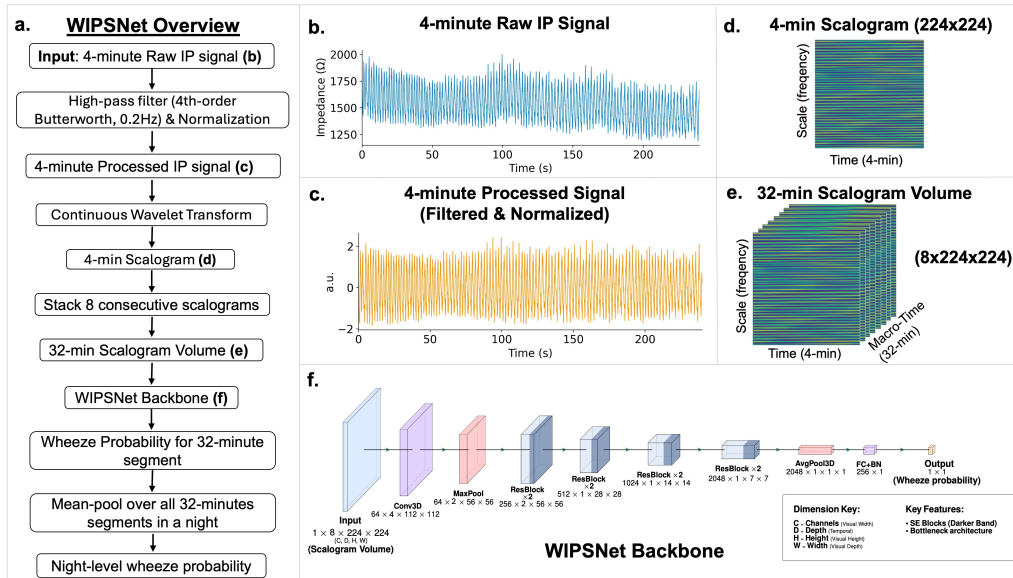 a. WIPSNet Overview
Input: 4-minute Raw IP signal (b)
High-pass filter (4th-order
Butterworth, 0.2Hz) & Normalization
4-minute Processed IP signal (c)
Continuous Wavelet Transform
4-min Scalogram (d)
Stack 8 consecutive scalograms
32-min Scalogram Volume (e)
WIPSNet Backbone (f)
Wheeze Probability for 32-minute
segment
Mean-pool over all 32-minutes
segments in a night
Night-level wheeze probability
b. 4-minute Raw IP Signal
Impedance (Ω)
2000
1750
1500
1250
0 50 100 150 200
Time (s)
c. 4-minute Processed Signal
(Filtered & Normalized)
a.u.
2
0
−2
0 50 100 150 200
Time (s)
d. 4-min Scalogram (224x224)
Scale (freqency)
Time (4-min)
e. 32-min Scalogram Volume
(8x224x224)
Scale (freqency)
Time (4-min)
Macro-Time
(32-min)
f.
Input
1 × 8 × 224 × 224
(C, D, H, W)
(Scalogram Volume)
Conv3D
64 × 4 × 112 × 112
MaxPool
64 × 2 × 56 × 56
ResBlock
×2
256 × 2 × 56 × 56
ResBlock
×2
512 × 1 × 28 × 28
ResBlock ×2
1024 × 1 × 14 × 14
ResBlock ×2
2048 × 1 × 7 × 7
AvgPool3D
2048 × 1 × 1 × 1
FC+BN
256 × 1
Output
1 × 1
(Wheeze probability)
WIPSNet Backbone
Dimension Key:
C – Channels (Visual Width)
D – Depth (Temporal)
H – Height (Visual Height)
W – Width (Visual Depth)
Key Features:
• SE Blocks (Darker Band)
• Bottleneck architecture